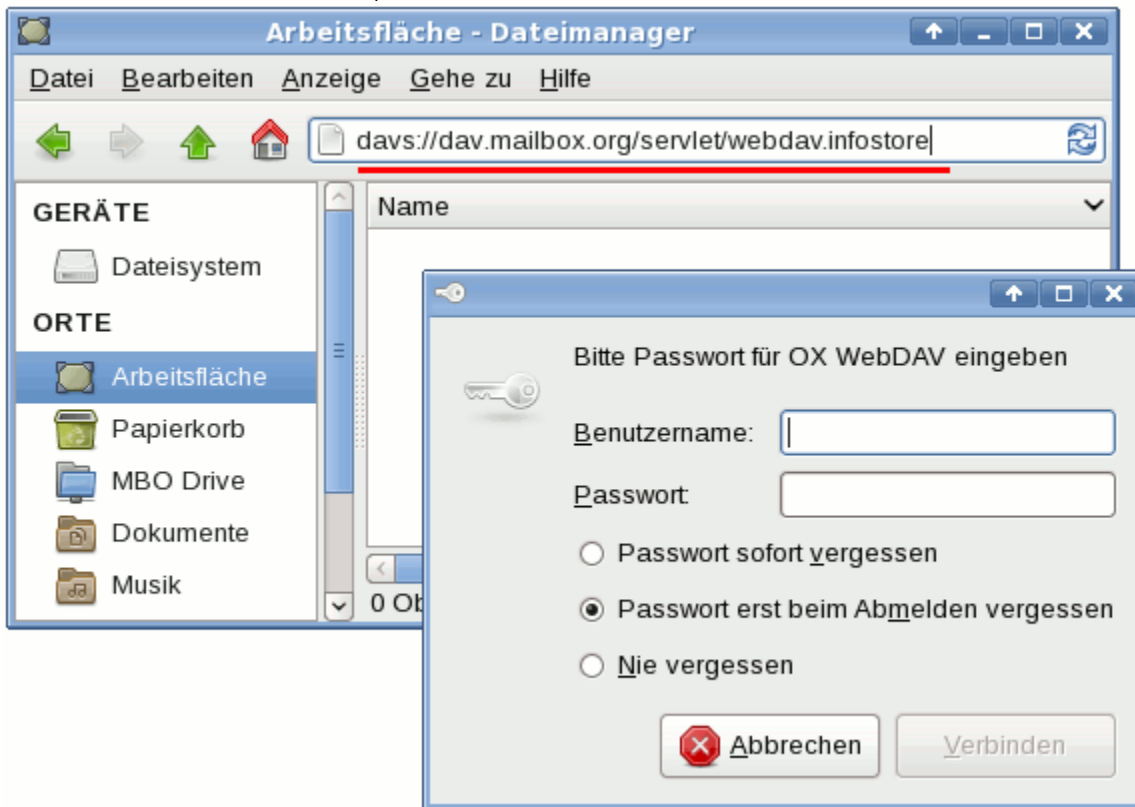 Arbeitsfläche - Dateimanager
Datei Bearbeiten Anzeige Gehe zu Hilfe
davs://dav.mailbox.org/servlet/webdav.infostore
GERÄTE
Name
Dateisystem
ORTE
Arbeitsfläche
Papierkorb
MBO Drive
Dokumente
Musik
0 Ob
Bitte Passwort für OX WebDAV eingeben
Benutzername:
Passwort:
Passwort sofort vergessen
Passwort erst beim Abmelden vergessen
Nie vergessen
Abbrechen Verbinden